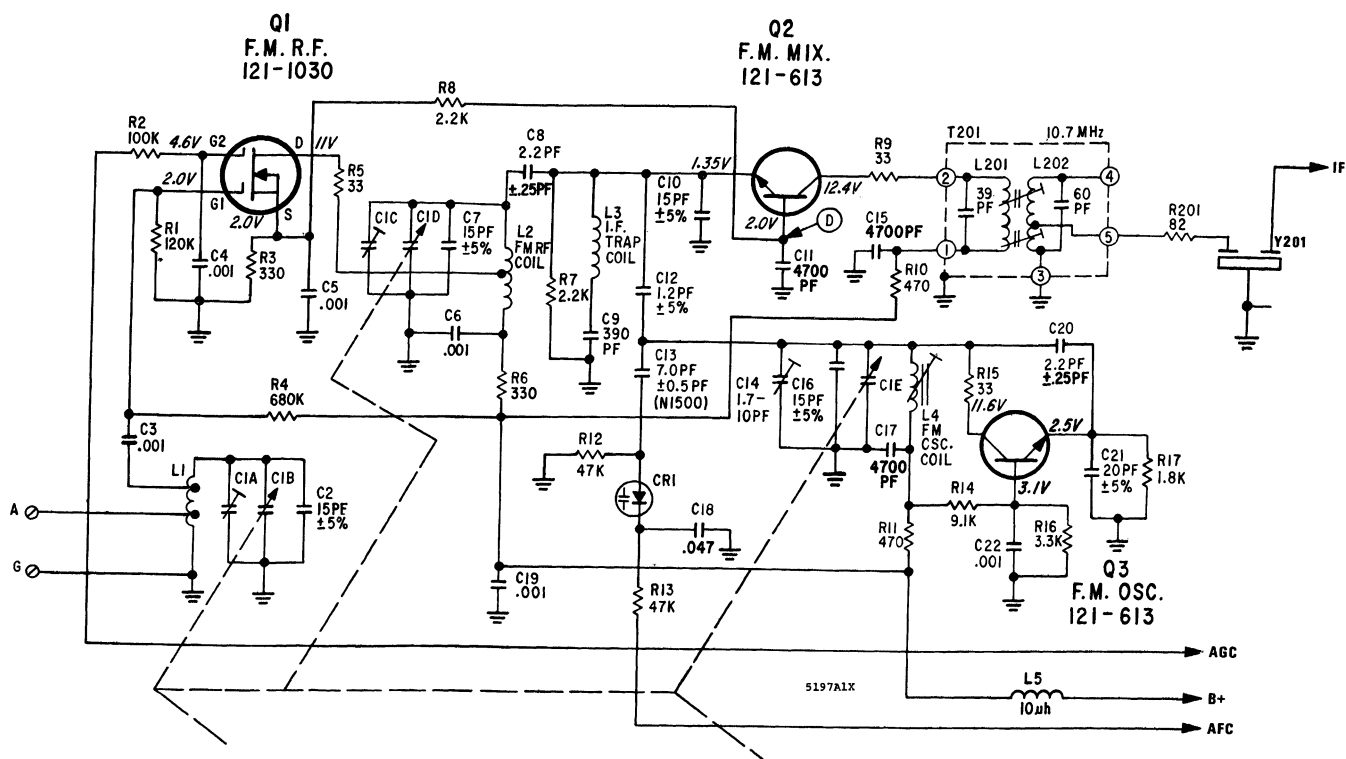 Q1
F.M. R.F.
121-1030
Q2
F.M. MIX.
121-613
R8
2.2K
R2
100K
4.6V
G2
D
11V
2.0V
G1
S
2.0V
R1
120K
C4
.001
R3
330
C5
.001
R5
33
C1C
C1D
C7
15PF
±5%
L2
FM RF
COIL
C8
2.2PF
±.25PF
C6
.001
R6
330
R7
2.2K
L3
I.F.
TRAP
COIL
C9
390
PF
C10
15PF
±5%
1.35V
C12
1.2PF
±5%
C13
7.0PF
±0.5PF
(N1500)
2.0V
12.4V
D
C11
4700
PF
R9
33
C15
4700PF
R10
470
T201
10.7 MHz
L201
L202
2
4
39
PF
60
PF
1
5
3
R201
82
Y201
IF
R4
680K
C3
.001
L1
C1A
C1B
C2
15PF
±5%
A
G
R12
47K
CR1
C18
.047
R13
47K
C19
.001
C14
1.7-
10PF
C16
15PF
±5%
C1E
C17
4700
PF
L4
FM
OSC.
COIL
R15
33
11.6V
C20
2.2PF
±.25PF
2.5V
C21
20PF
±5%
R17
1.8K
3.1V
R14
9.1K
R11
470
C22
.001
R16
3.3K
Q3
F.M. OSC.
121-613
AGC
5197A1X
L5
10µh
B+
AFC